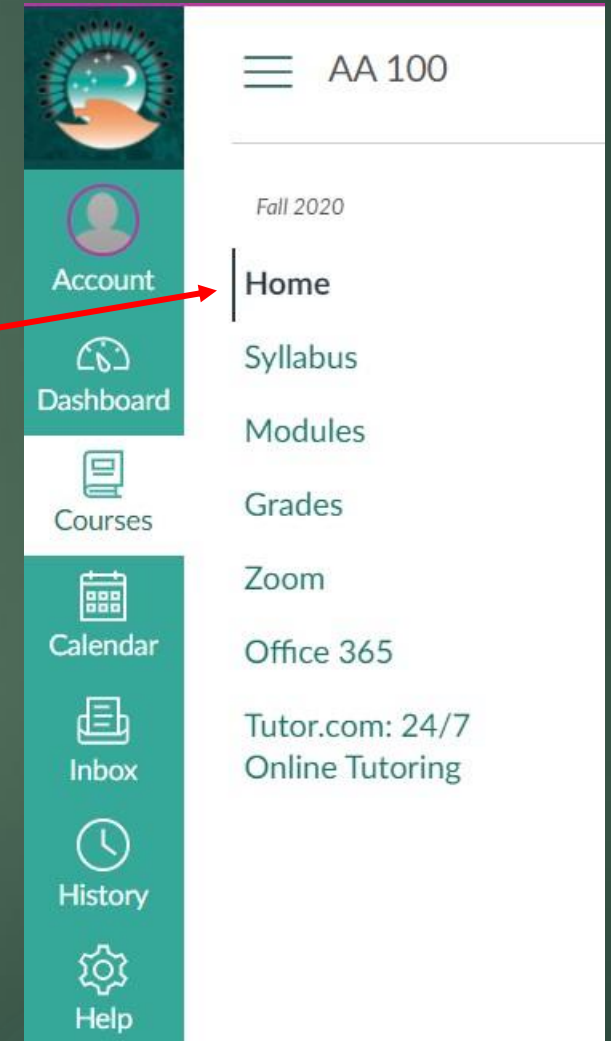 AA 100
Fall 2020
Account
Dashboard
Courses
Calendar
Inbox
History
Help
Home
Syllabus
Modules
Grades
Zoom
Office 365
Tutor.com: 24/7
Online Tutoring